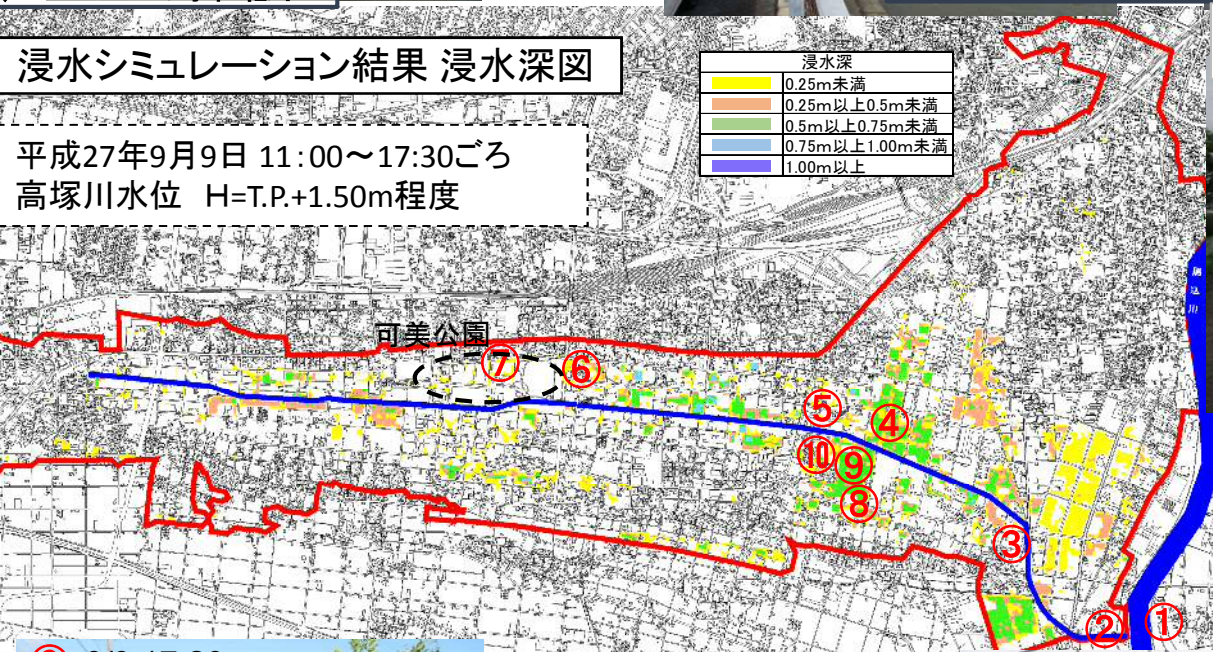 浸水シミュレーション結果 浸水深図
平成27年9月9日 11:00~17:30ごろ
高塚川水位 H=T.P.+1.50m程度
浸水深
0.25m未満
0.25m以上0.5m未満
0.5m以上0.75m未満
0.75m以上1.00m未満
1.00m以上
可美公園
⑦
⑥
⑤
④
⑩
⑨
⑧
③
②
①